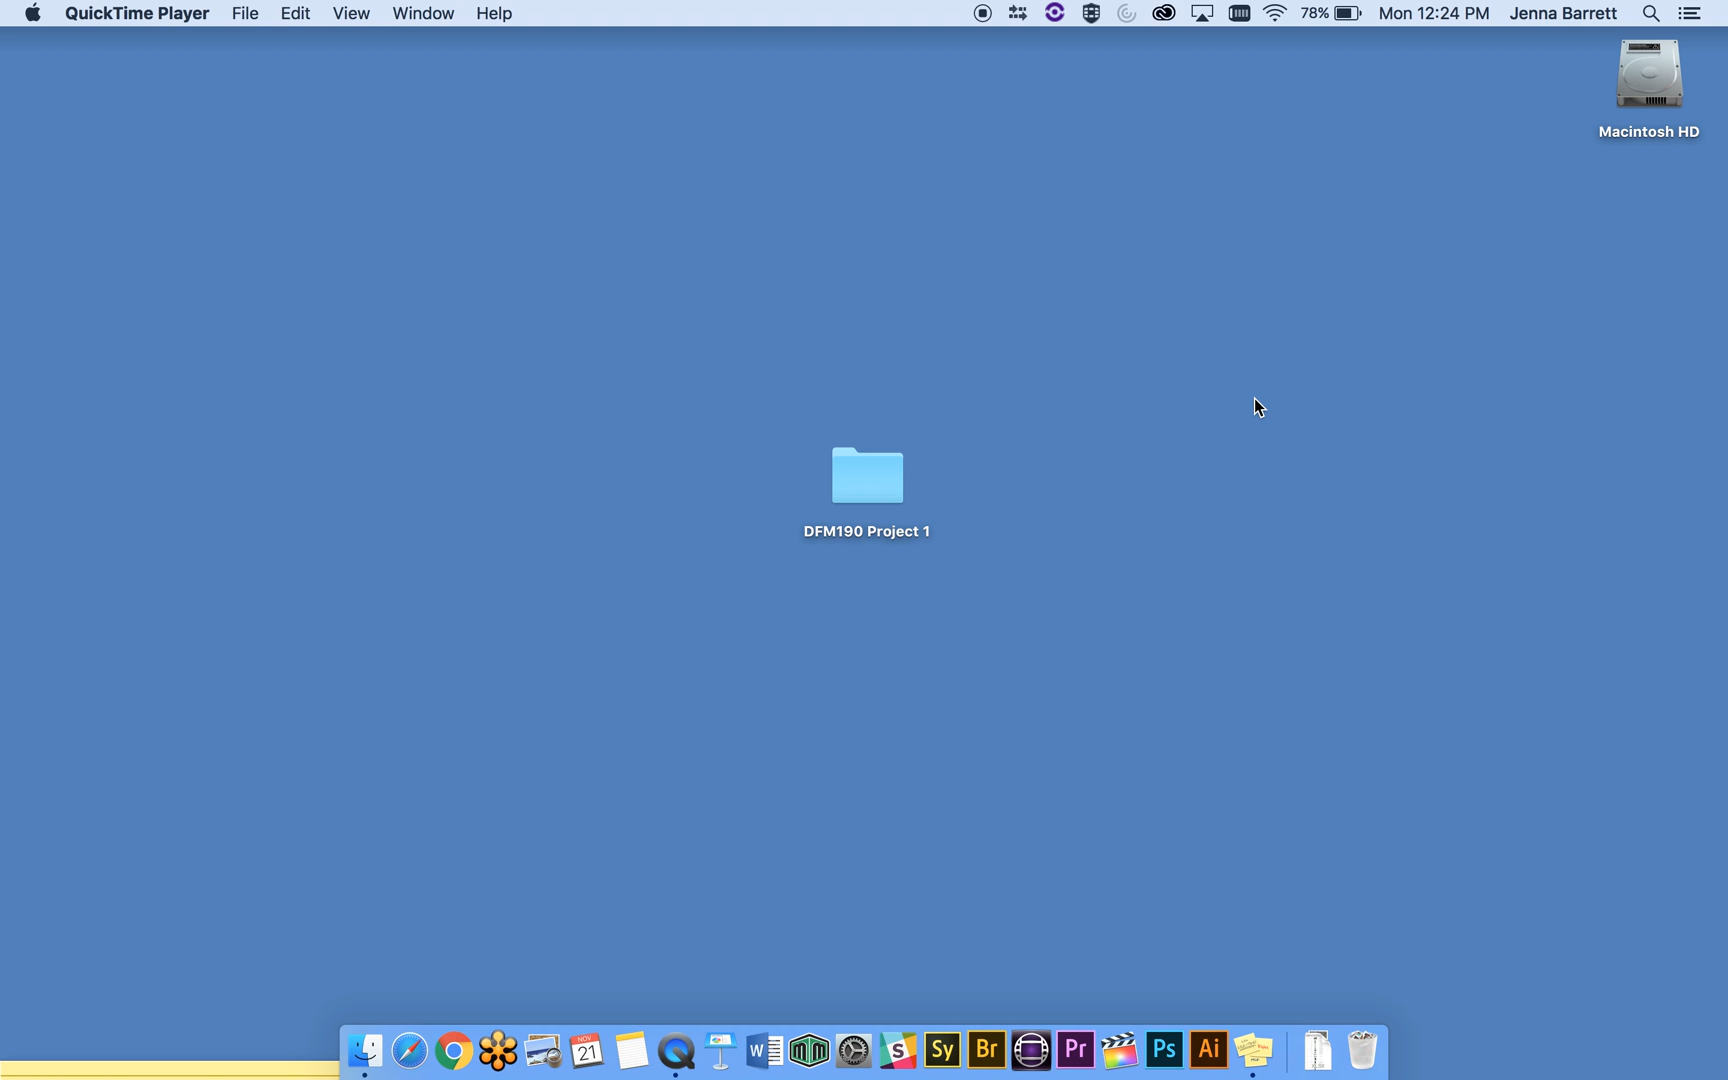 QuickTime Player File Edit View Window Help 78% Mon 12:24 PM Jenna Barrett
Macintosh HD
DFM190 Project 1
NOV
21
W
S
Sy
Br
Pr
Ps
Ai
XLSX